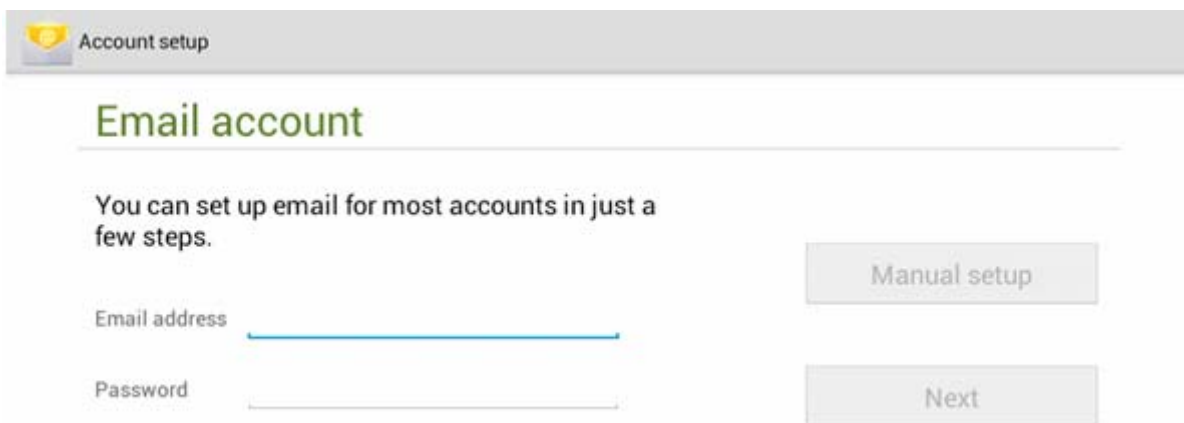 Account setup
Email account
You can set up email for most accounts in just a
few steps.
Manual setup
Email address
Password
Next